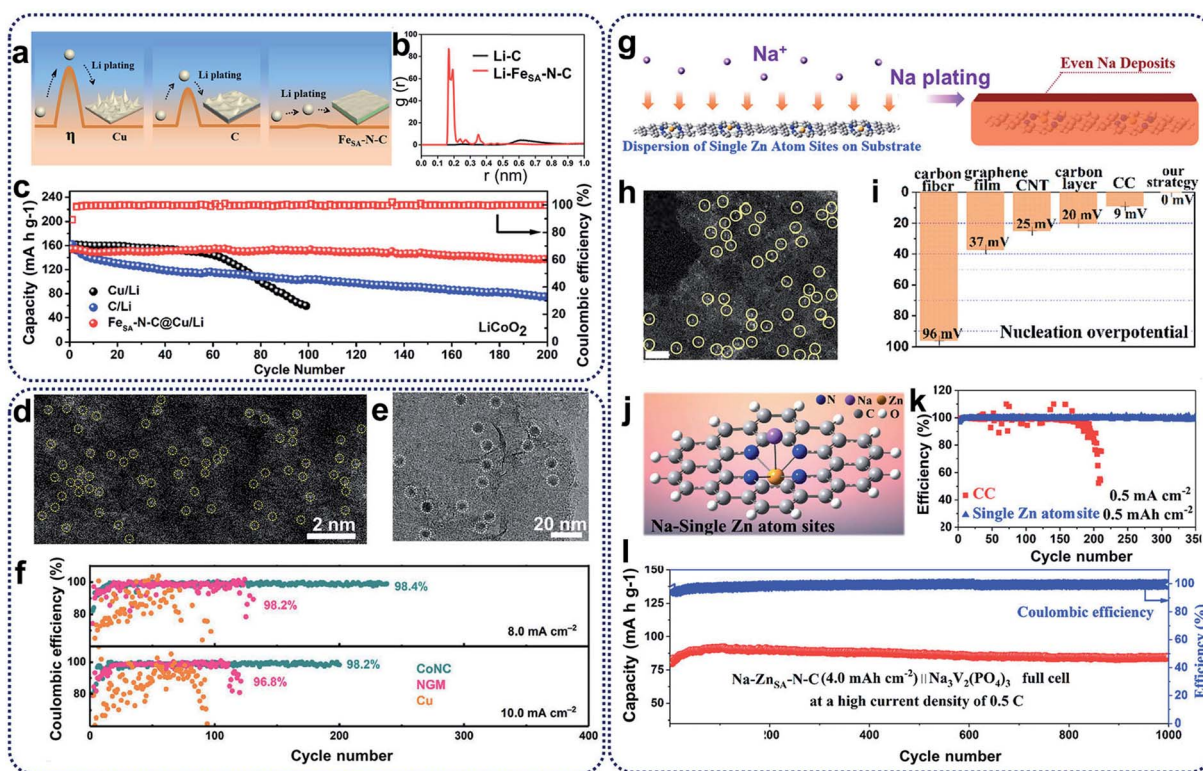 a
Li plating
Li plating
Li plating
η
Cu
C
FeSA-N-C
b
Li-C
Li-FeSA-N-C
g (r)
0.0 0.1 0.2 0.3 0.4 0.5 0.6 0.7 0.8 0.9 1.0
80
60
40
20
0
r (nm)
c
Capacity (mA h g-1)
240
200
160
120
80
40
0
Cu/Li
C/Li
FeSA-N-C@Cu/Li
LiCoO2
100
80
60
40
20
0
Coulombic efficiency (%)
0 20 40 60 80 100 120 140 160 180 200
Cycle Number
d
2 nm
e
20 nm
f
Coulombic efficiency (%)
100
80
98.4%
98.2%
8.0 mA cm–2
100
80
98.2%
96.8%
CoNC
NGM
Cu
10.0 mA cm–2
0 100 200 300 400
Cycle number
g
Na+
Na plating
Even Na Deposits
Dispersion of Single Zn Atom Sites on Substrate
h
i
carbon fiber
graphene film
CNT
carbon layer
CC
our strategy
0
20
40
60
80
100
96 mV
37 mV
25 mV
20 mV
9 mV
0 mV
Nucleation overpotential
j
N Na Zn
C O
Na-Single Zn atom sites
k
Efficiency (%)
120
100
80
60
40
20
CC
Single Zn atom site
0.5 mA cm-2
0.5 mAh cm-2
0 50 100 150 200 250 300
Cycle number
l
Capacity (mA h g-1)
150
125
100
75
50
Coulombic efficiency
Na-ZnSA-N-C (4.0 mAh cm-2) || Na3V2(PO4)3 full cell
at a high current density of 0.5 C
100
80
60
40
20
0
Efficiency (%)
200 400 600 800 1000
Cycle number